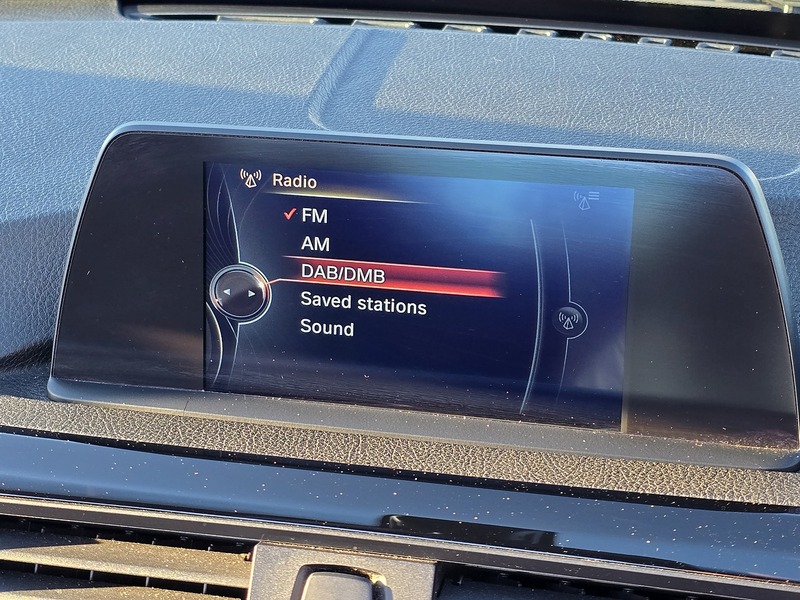 Radio
FM
AM
DAB/DMB
Saved stations
Sound